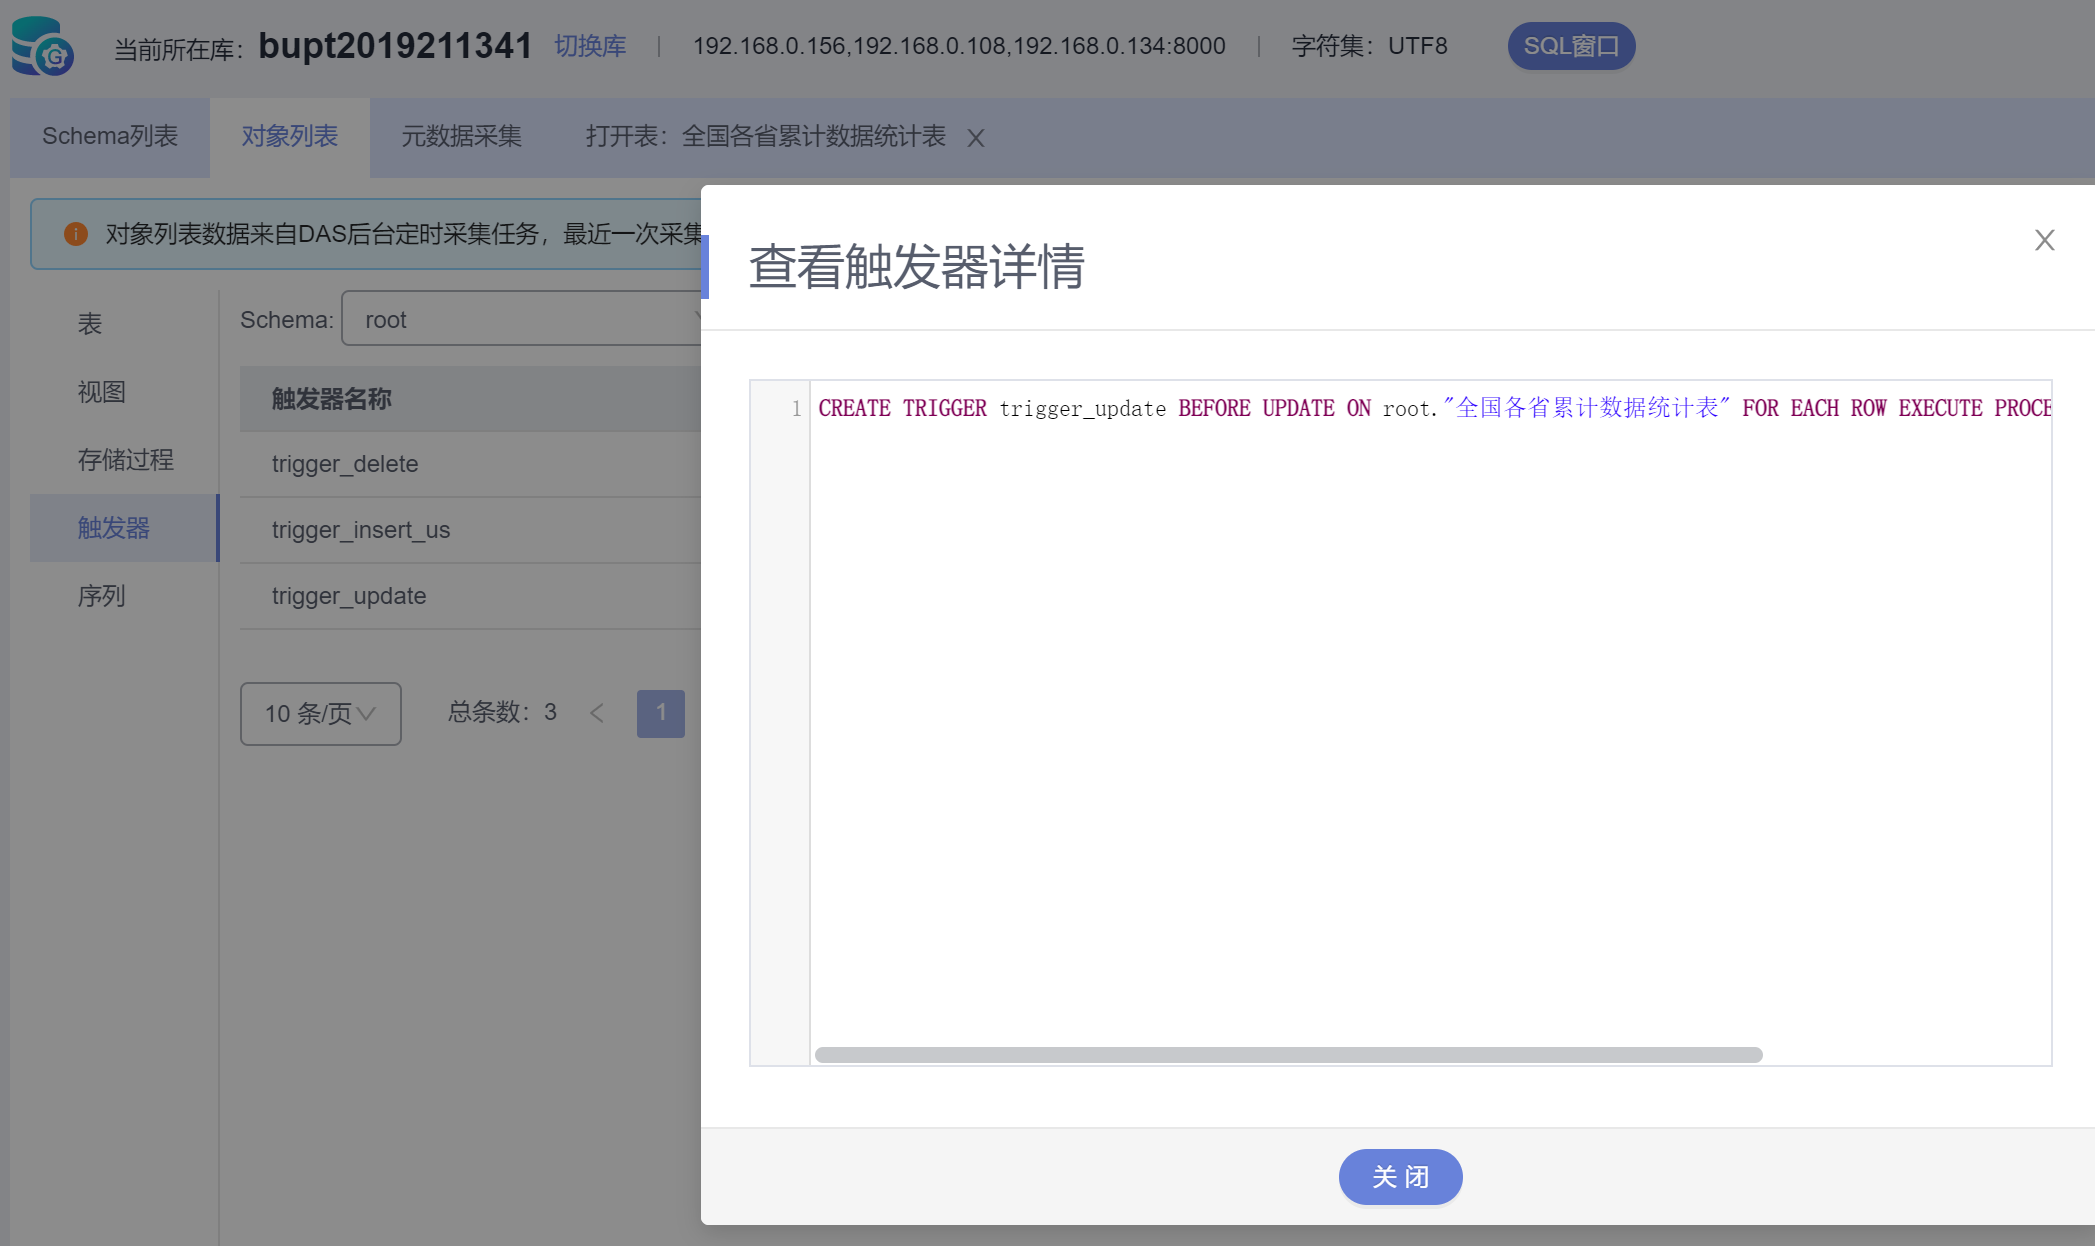 当前所在库： bupt2019211341 切换库 | 192.168.0.156,192.168.0.108,192.168.0.134:8000 | 字符集： UTF8 SQL窗口
Schema列表 对象列表 元数据采集 打开表： 全国各省累计数据统计表 X
对象列表数据来自DAS后台定时采集任务，最近一次采集
表
视图
存储过程
触发器
序列
Schema: root
触发器名称
trigger_delete
trigger_insert_us
trigger_update
10 条/页 总条数： 3 < 1
查看触发器详情 X
1 CREATE TRIGGER trigger_update BEFORE UPDATE ON root."全国各省累计数据统计表" FOR EACH ROW EXECUTE PROCE
关 闭